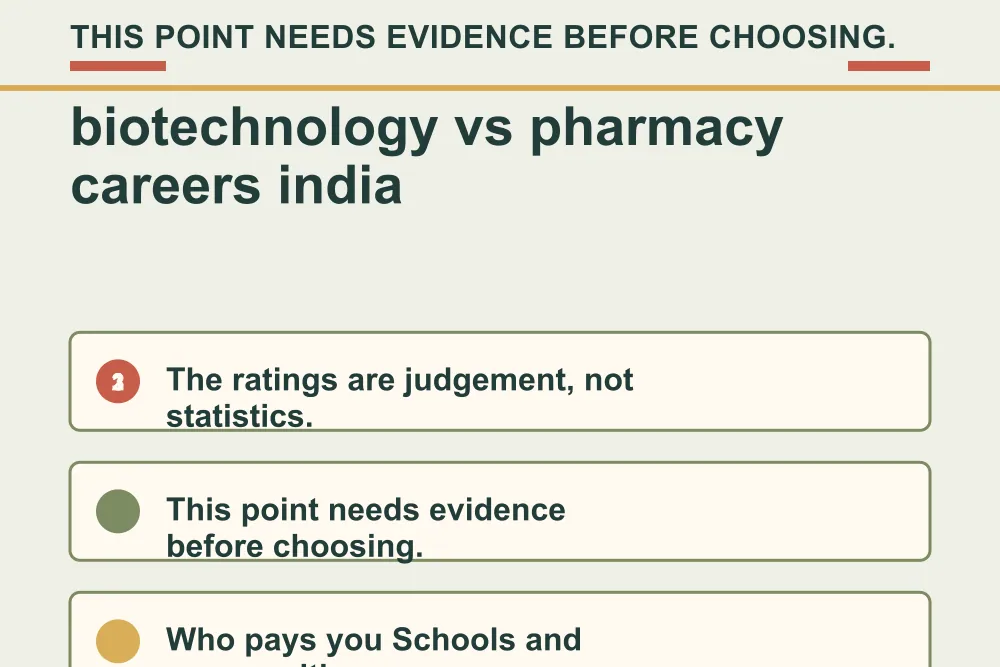 THIS POINT NEEDS EVIDENCE BEFORE CHOOSING.
biotechnology vs pharmacy
careers india
The ratings are judgement, not
statistics.
This point needs evidence
before choosing.
Who pays you Schools and